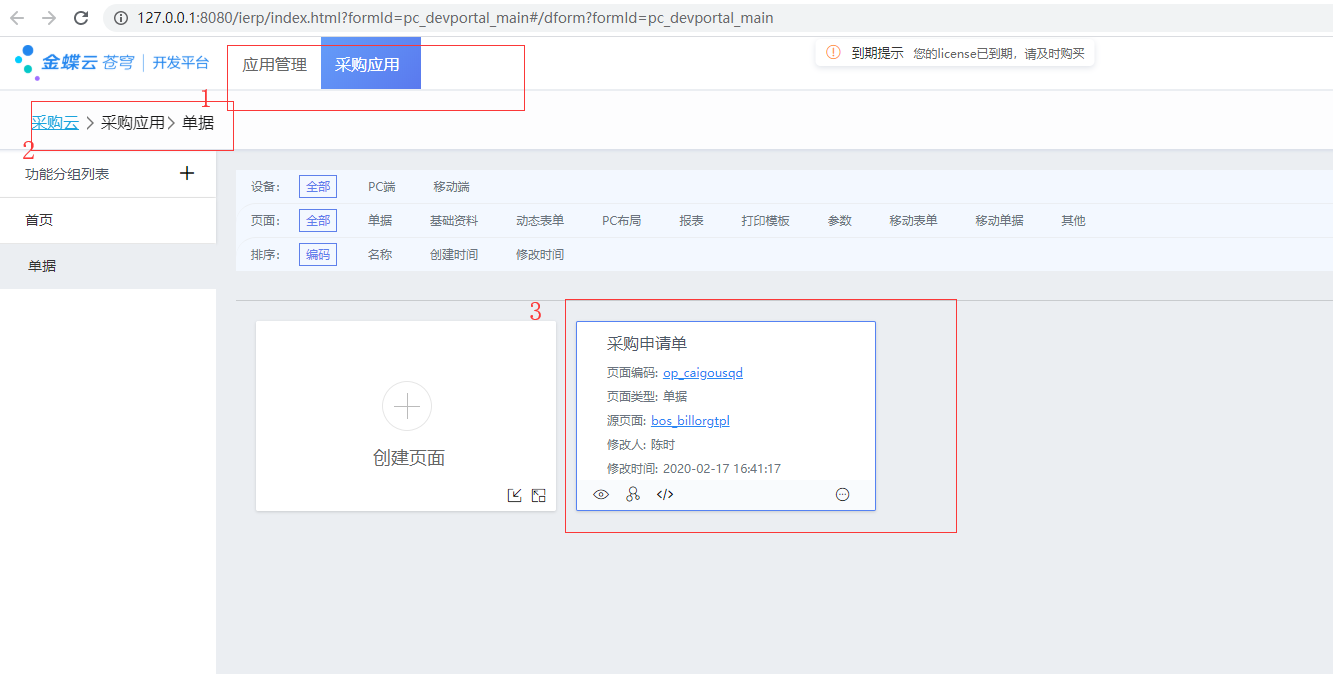 127.0.0.1:8080/ierp/index.html?formId=pc_devportal_main#/dform?formId=pc_devportal_main
金蝶云 苍穹 | 开发平台 应用管理 采购应用 到期提示 您的license已到期，请及时购买
1
采购云 > 采购应用 > 单据
2
功能分组列表 +
首页
单据
设备: 全部 PC端 移动端
页面: 全部 单据 基础资料 动态表单 PC布局 报表 打印模板 参数 移动表单 移动单据 其他
排序: 编码 名称 创建时间 修改时间
3
创建页面
采购申请单
页面编码: op_caigousqd
页面类型: 单据
源页面: bos_billorgtpl
修改人: 陈时
修改时间: 2020-02-17 16:41:17